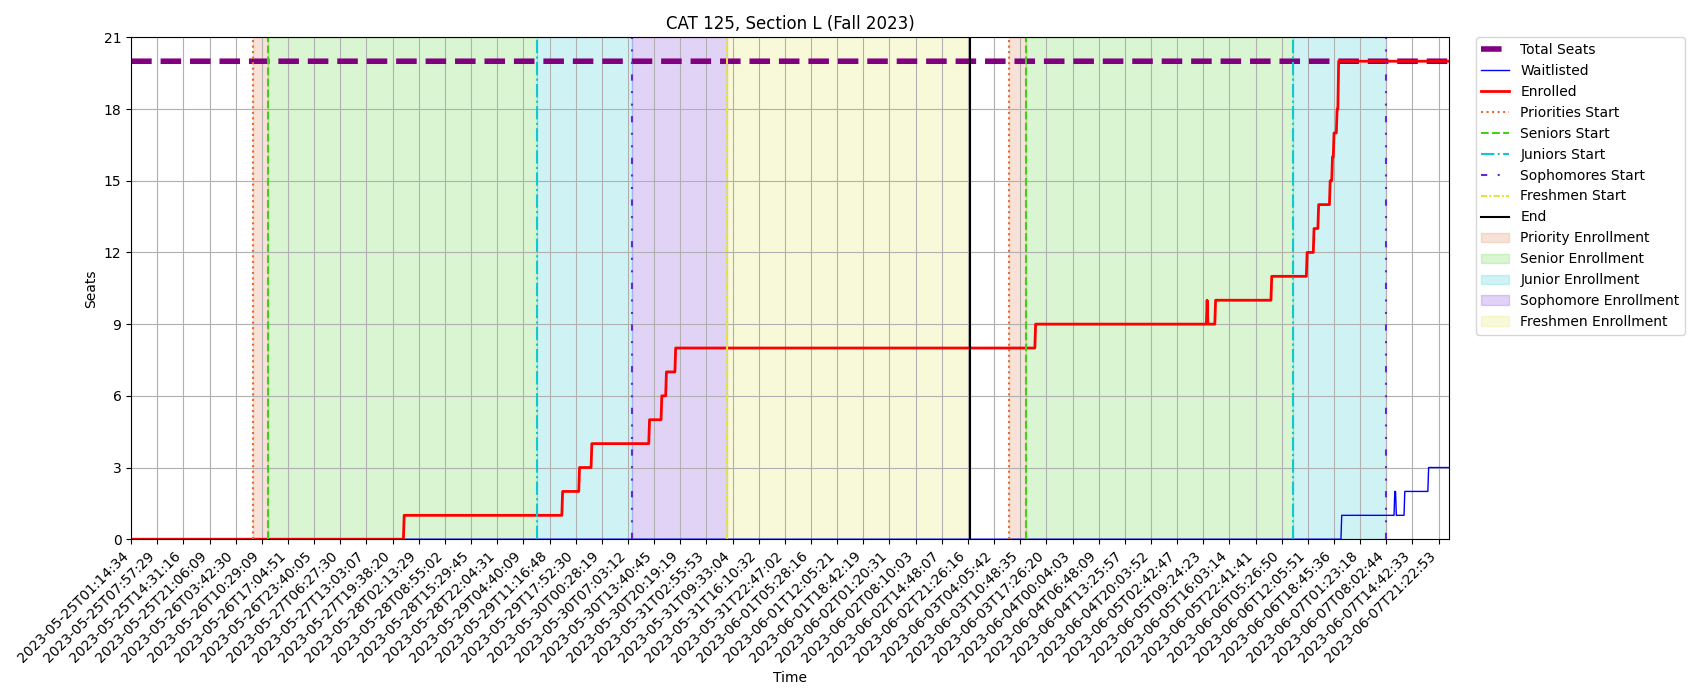 CAT 125, Section L (Fall 2023)
Seats
21
18
15
12
9
6
3
0
2023-05-25T01:14:34
2023-05-25T07:57:29
2023-05-25T14:31:16
2023-05-25T21:06:09
2023-05-26T03:42:30
2023-05-26T10:29:09
2023-05-26T17:04:51
2023-05-26T23:40:05
2023-05-27T06:27:30
2023-05-27T13:03:07
2023-05-27T19:38:20
2023-05-28T02:13:29
2023-05-28T08:55:02
2023-05-28T15:29:45
2023-05-28T22:04:31
2023-05-29T04:40:09
2023-05-29T11:16:48
2023-05-29T17:52:30
2023-05-30T00:28:19
2023-05-30T07:03:12
2023-05-30T13:40:45
2023-05-30T20:19:19
2023-05-31T02:55:53
2023-05-31T09:33:04
2023-05-31T16:10:32
2023-05-31T22:47:02
2023-06-01T05:28:16
2023-06-01T12:05:21
2023-06-01T18:42:19
2023-06-02T01:20:31
2023-06-02T08:10:03
2023-06-02T14:48:07
2023-06-02T21:26:16
2023-06-03T04:05:42
2023-06-03T10:48:35
2023-06-03T17:26:20
2023-06-04T00:04:03
2023-06-04T06:48:09
2023-06-04T13:25:57
2023-06-04T20:03:52
2023-06-05T02:42:47
2023-06-05T09:24:23
2023-06-05T16:03:14
2023-06-05T22:41:41
2023-06-06T05:26:50
2023-06-06T12:05:51
2023-06-06T18:45:36
2023-06-07T01:23:18
2023-06-07T08:02:44
2023-06-07T14:42:33
2023-06-07T21:22:53
Time
Total Seats
Waitlisted
Enrolled
Priorities Start
Seniors Start
Juniors Start
Sophomores Start
Freshmen Start
End
Priority Enrollment
Senior Enrollment
Junior Enrollment
Sophomore Enrollment
Freshmen Enrollment